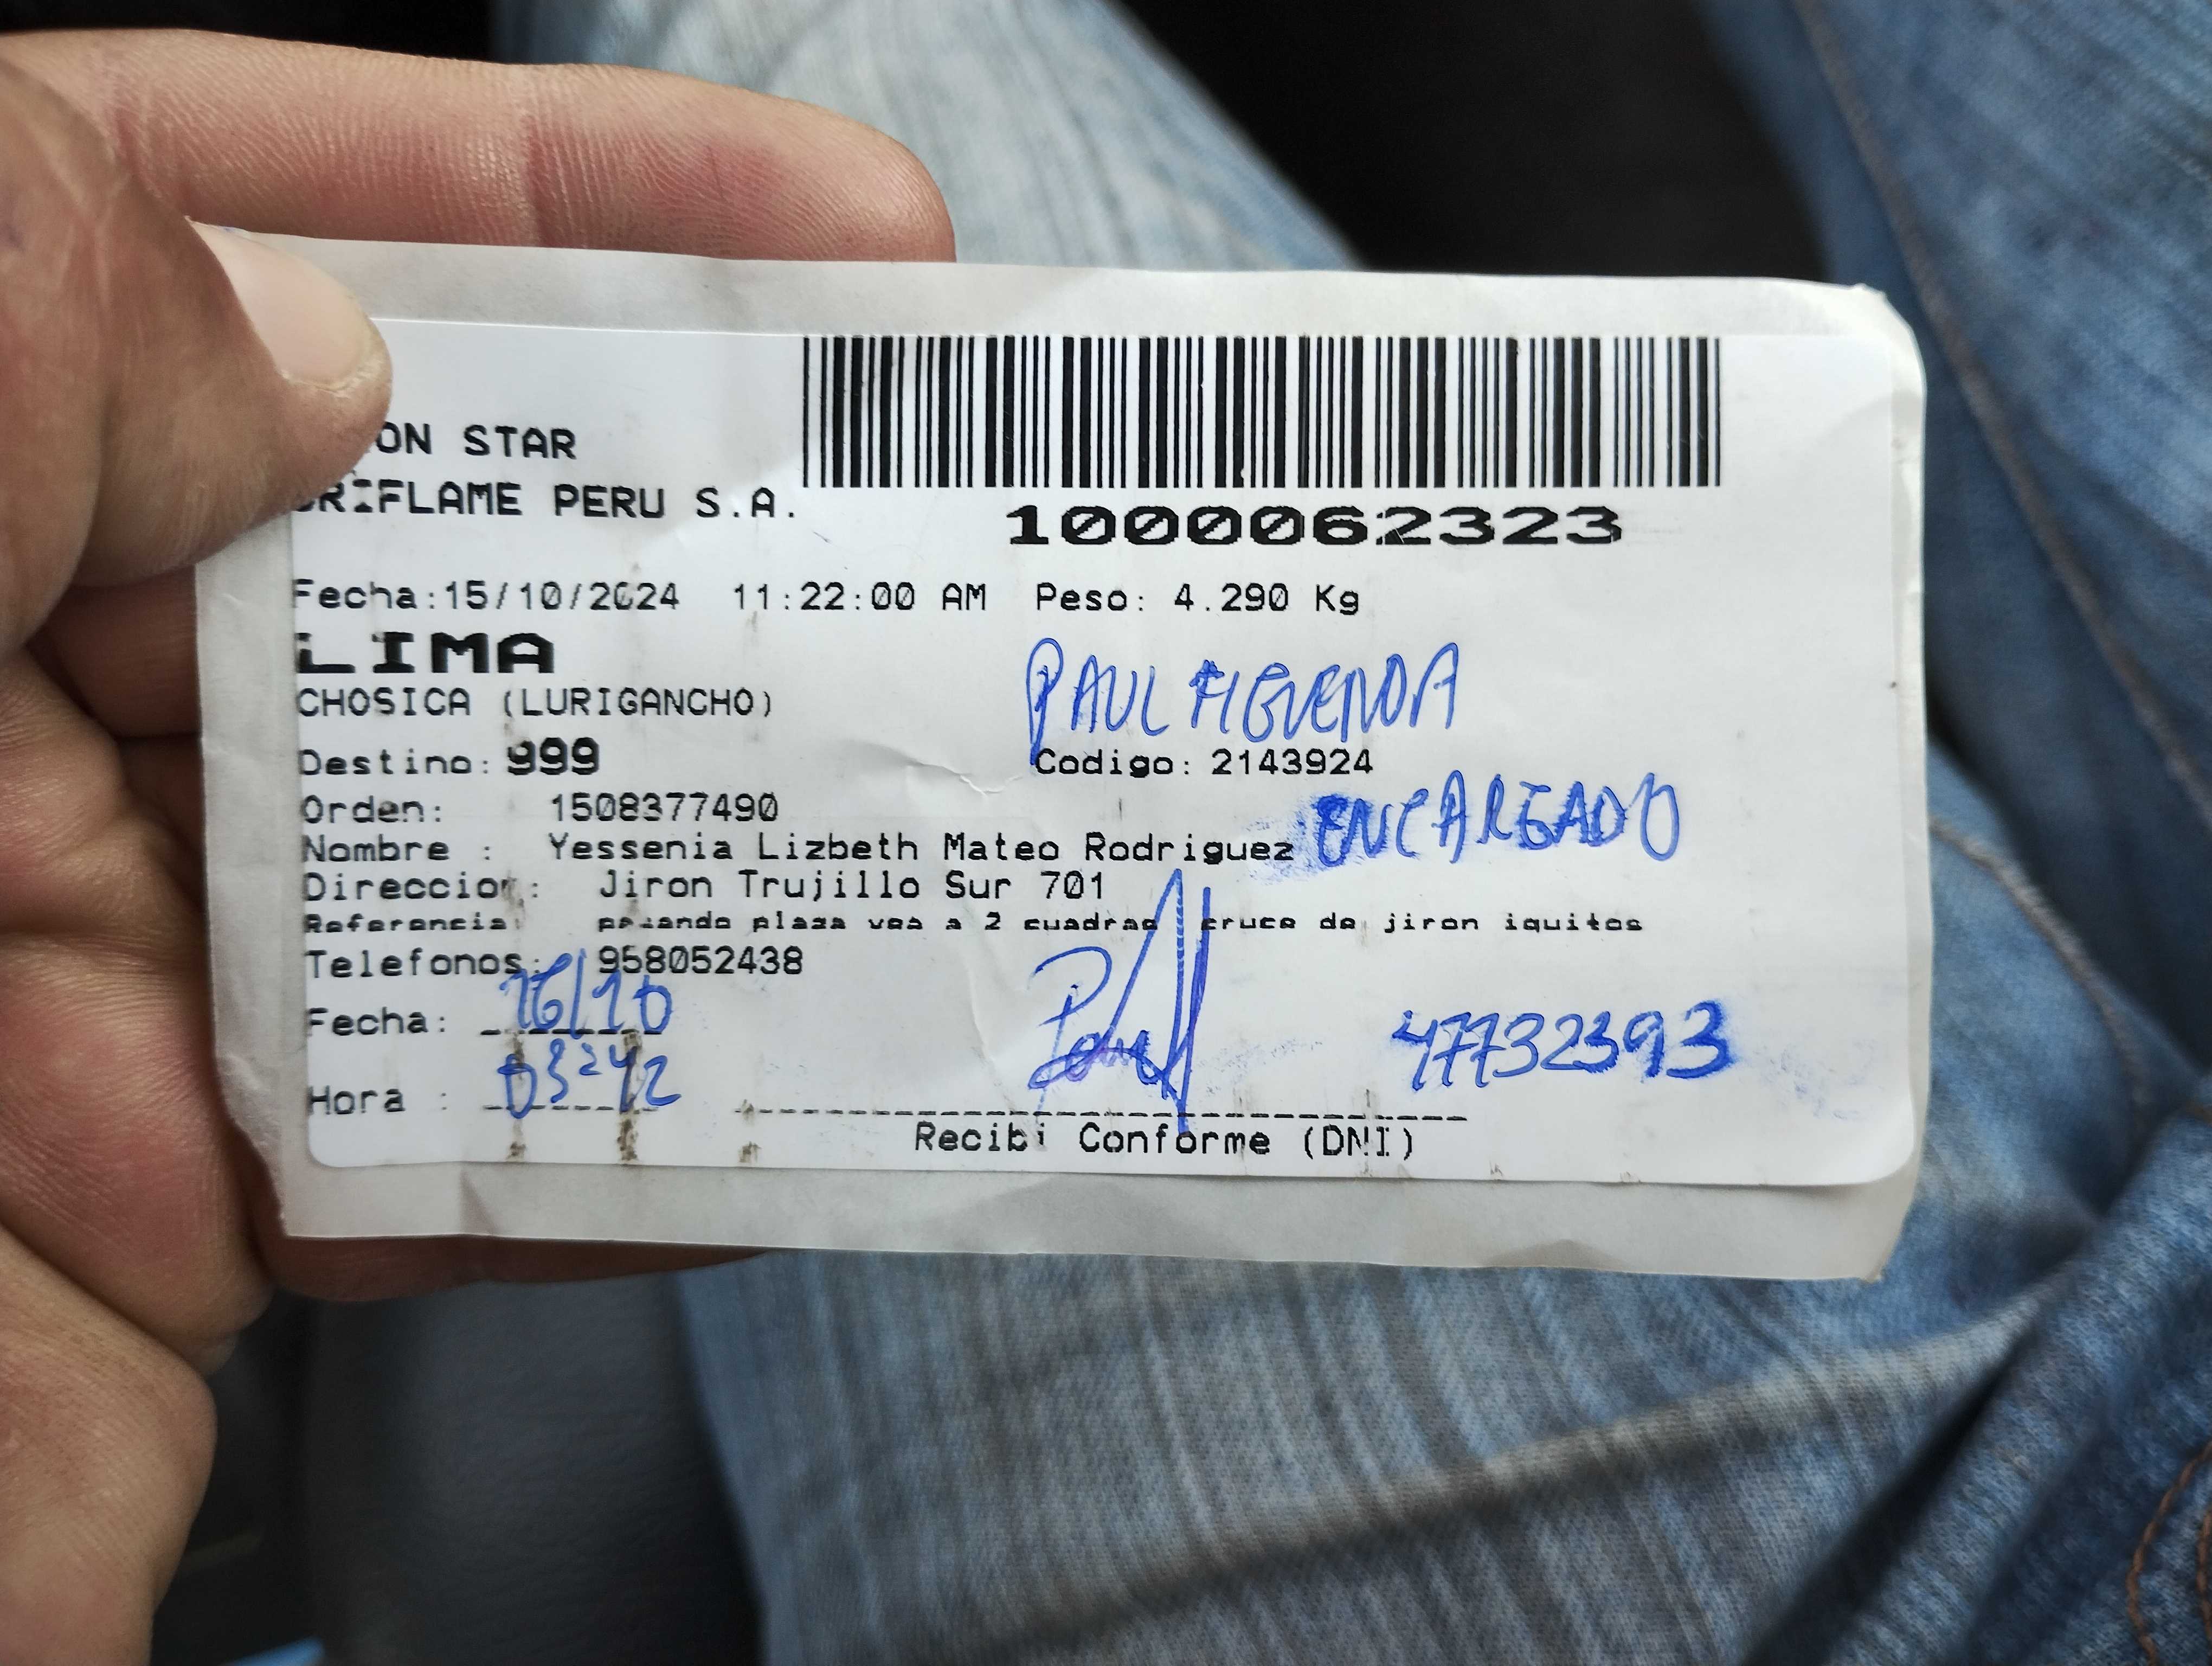 ON STAR
ORIFLAME PERU S.A.
1000062323
Fecha:15/10/2024 11:22:00 AM Peso: 4.290 Kg
LIMA
CHOSICA (LURIGANCHO)
PAUL
Destino: 999 Codigo: 2143924
Orden: 1508377490
ENCARGADO
Nombre : Yessenia Lizbeth Mateo Rodriguez
Direccion: Jiron Trujillo Sur 701
Referencia: pasando plaza vea a 2 cuadras cruce de jiron iquitos
Telefonos: 958052438
Fecha: 16/10
47732393
Hora : 03:42
Recibi Conforme (DNI)